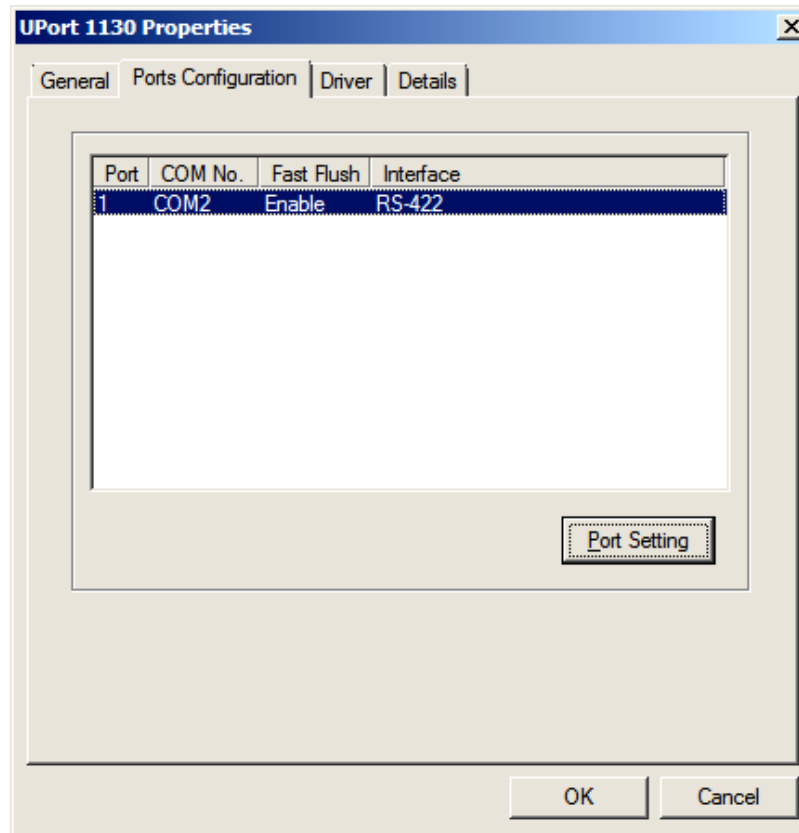 UPort 1130 Properties
General Ports Configuration Driver Details
Port COM No. Fast Flush Interface
1 COM2 Enable RS-422
Port Setting
OK Cancel